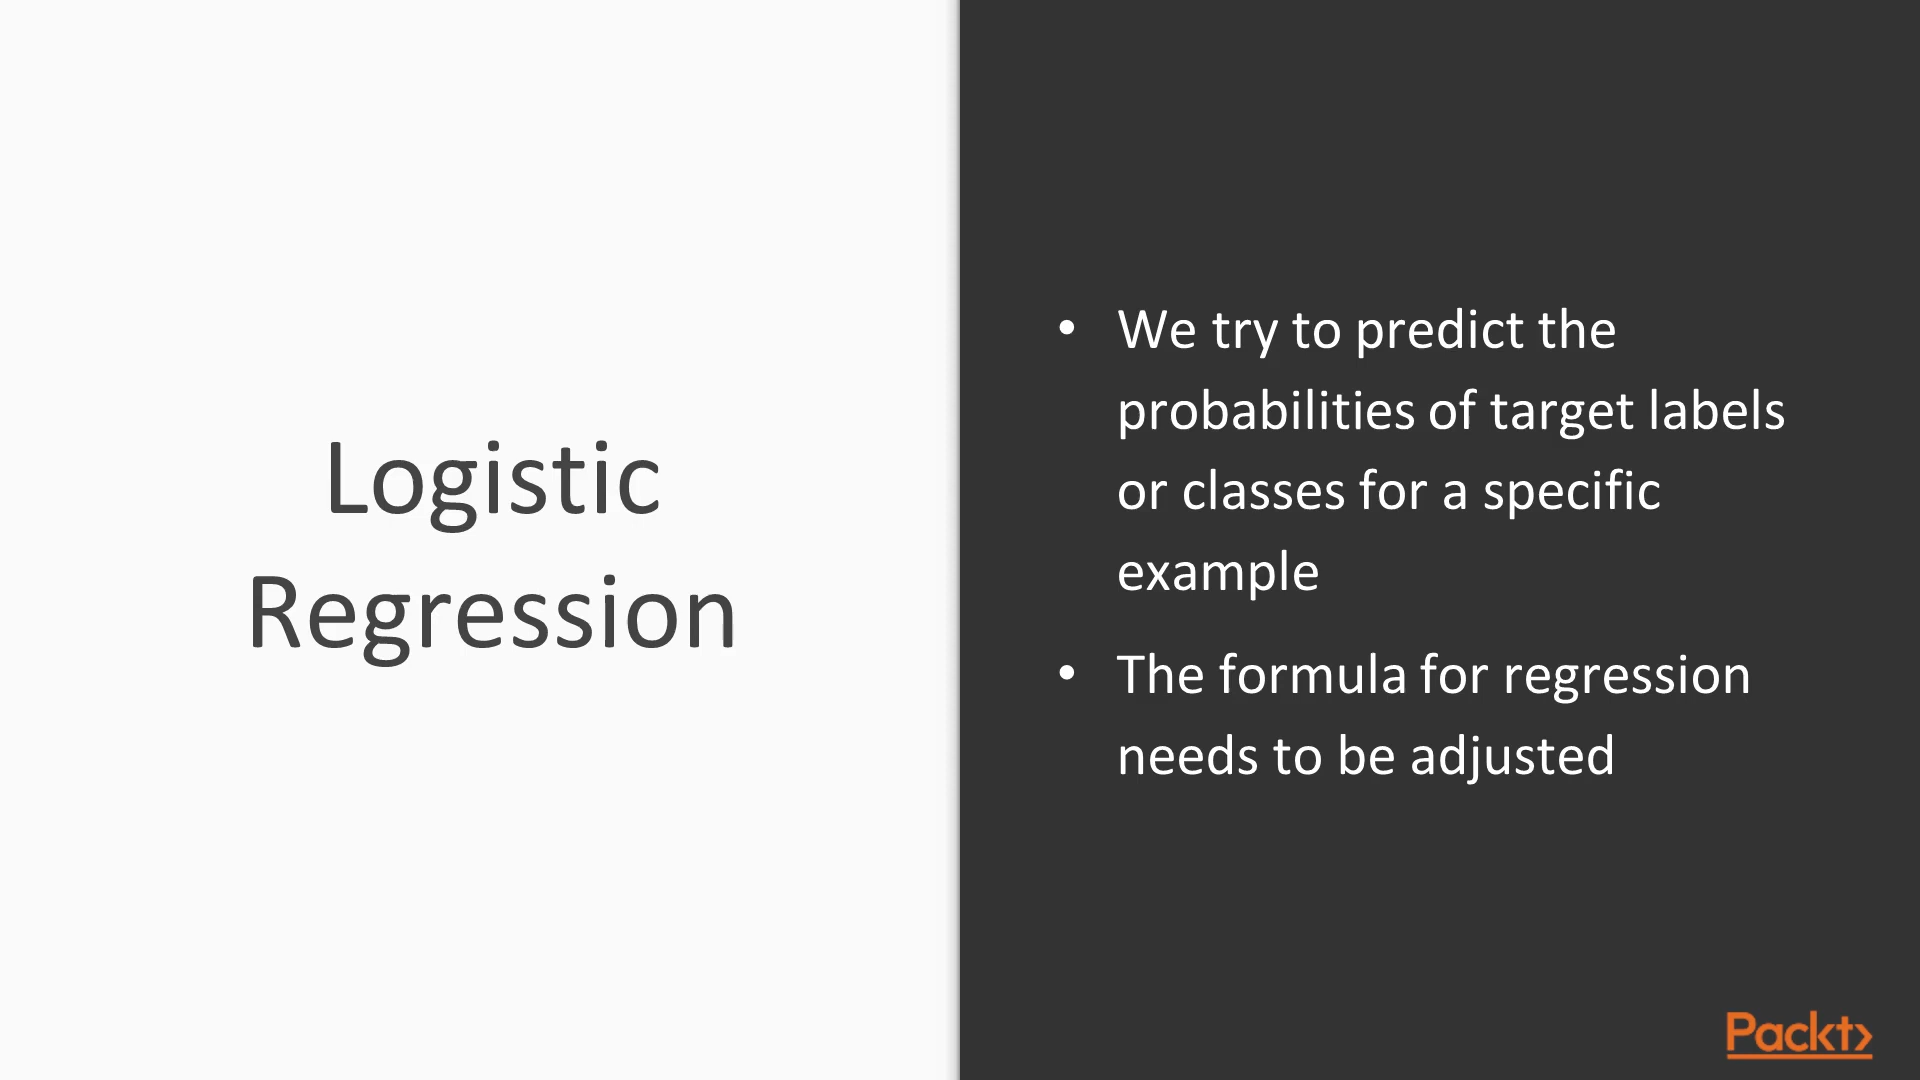 Logistic
Regression
• We try to predict the
probabilities of target labels
or classes for a specific
example
• The formula for regression
needs to be adjusted
Packt>